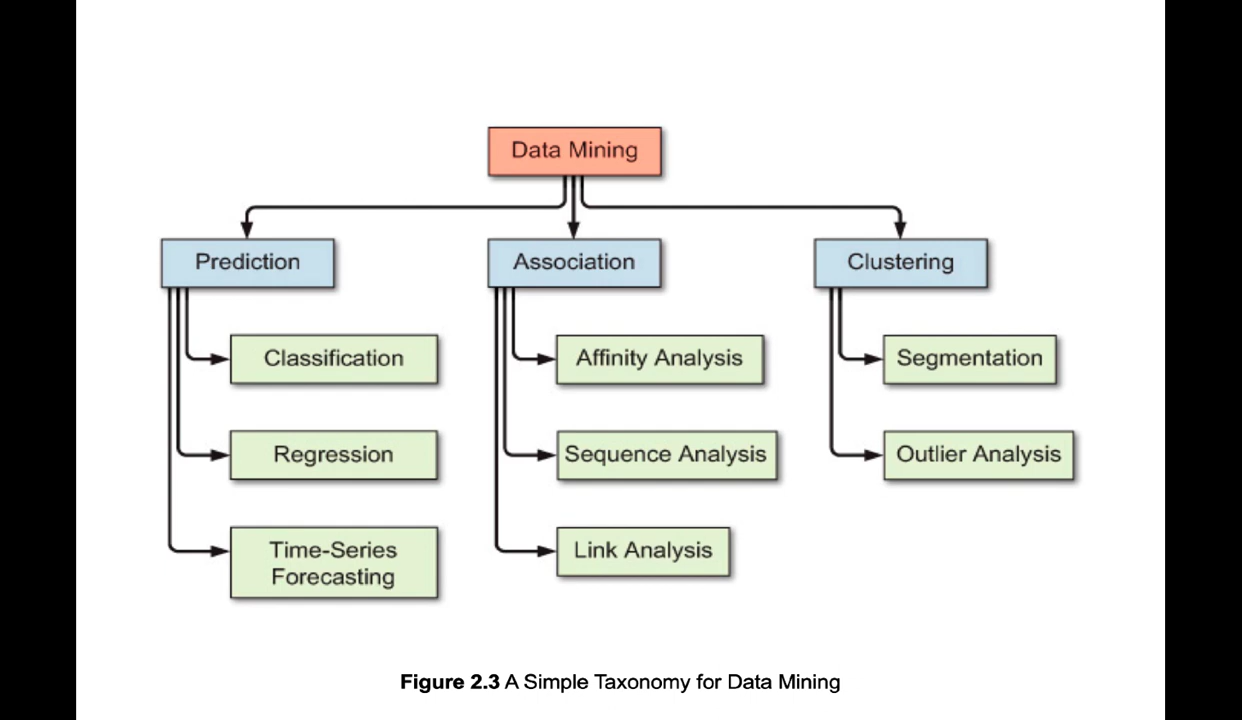 Data Mining
Prediction
Association
Clustering
Classification
Affinity Analysis
Segmentation
Regression
Sequence Analysis
Outlier Analysis
Time-Series
Forecasting
Link Analysis
Figure 2.3 A Simple Taxonomy for Data Mining